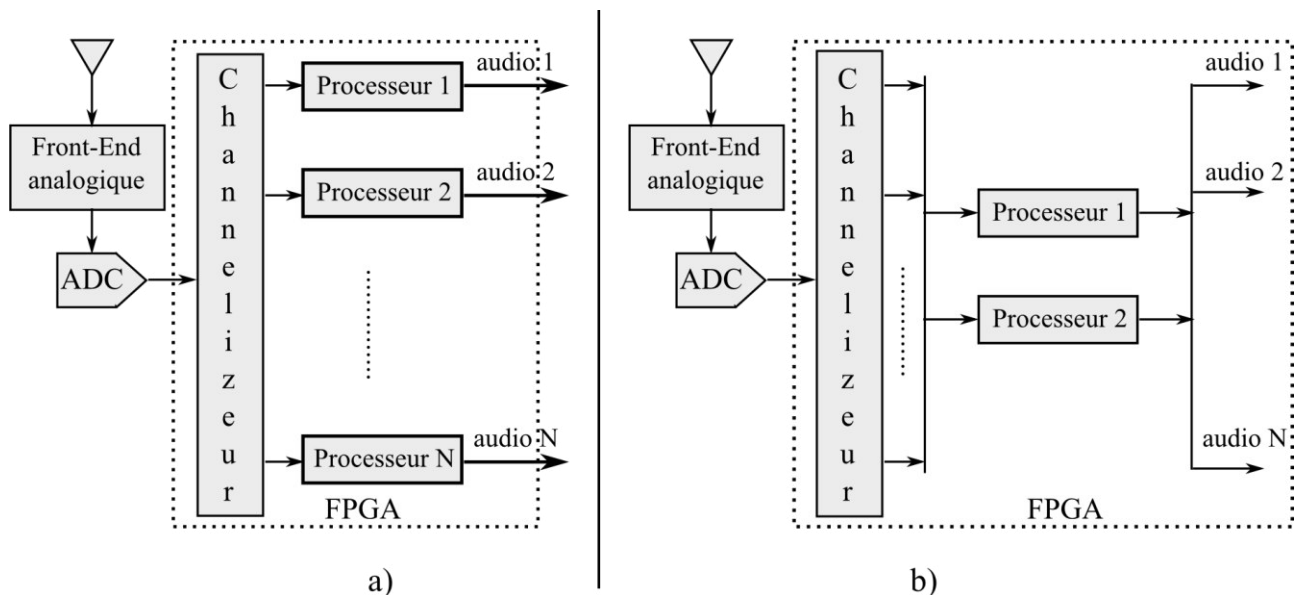 Front-End
analogique
ADC
C
h
a
n
n
e
l
i
z
e
u
r
Processeur 1
audio 1
Processeur 2
audio 2
Processeur N
audio N
FPGA
a)
Front-End
analogique
ADC
C
h
a
n
n
e
l
i
z
e
u
r
Processeur 1
Processeur 2
audio 1
audio 2
audio N
FPGA
b)